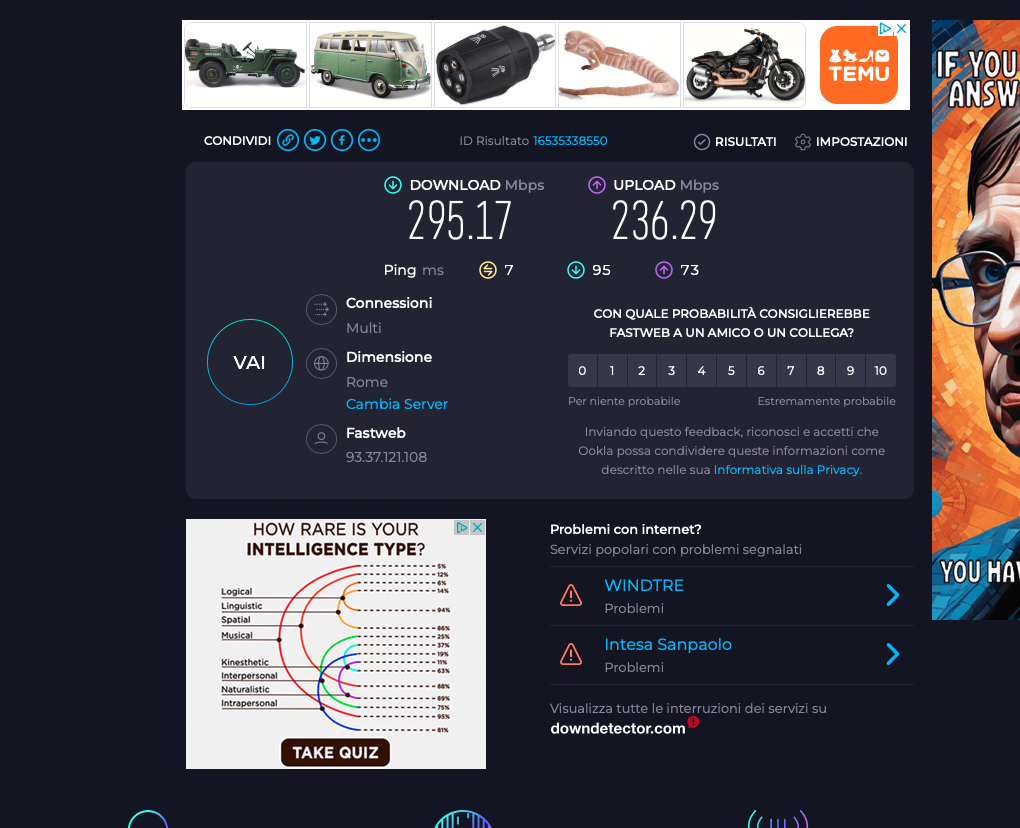 TEMU
IF YOU
ANSW
CONDIVIDI
ID Risultato 16535338550
RISULTATI
IMPOSTAZIONI
DOWNLOAD Mbps
295.17
UPLOAD Mbps
236.29
Ping ms
7
95
73
VAI
Connessioni
Multi
Dimensione
Rome
Cambia Server
Fastweb
93.37.121.108
CON QUALE PROBABILITÀ CONSIGLIEREBBE
FASTWEB A UN AMICO O UN COLLEGA?
0 1 2 3 4 5 6 7 8 9 10
Per niente probabile
Estremamente probabile
Inviando questo feedback, riconosci e accetti che
Ookla possa condividere queste informazioni come
descritto nelle sua Informativa sulla Privacy.
HOW RARE IS YOUR
INTELLIGENCE TYPE?
Logical
Linguistic
Spatial
Musical
Kinesthetic
Interpersonal
Naturalistic
Intrapersonal
5%
12%
6%
14%
94%
86%
25%
37%
19%
11%
63%
88%
89%
75%
95%
81%
TAKE QUIZ
Problemi con internet?
Servizi popolari con problemi segnalati
WINDTRE
Problemi
Intesa Sanpaolo
Problemi
Visualizza tutte le interruzioni dei servizi su
downdetector.com
YOU HAV